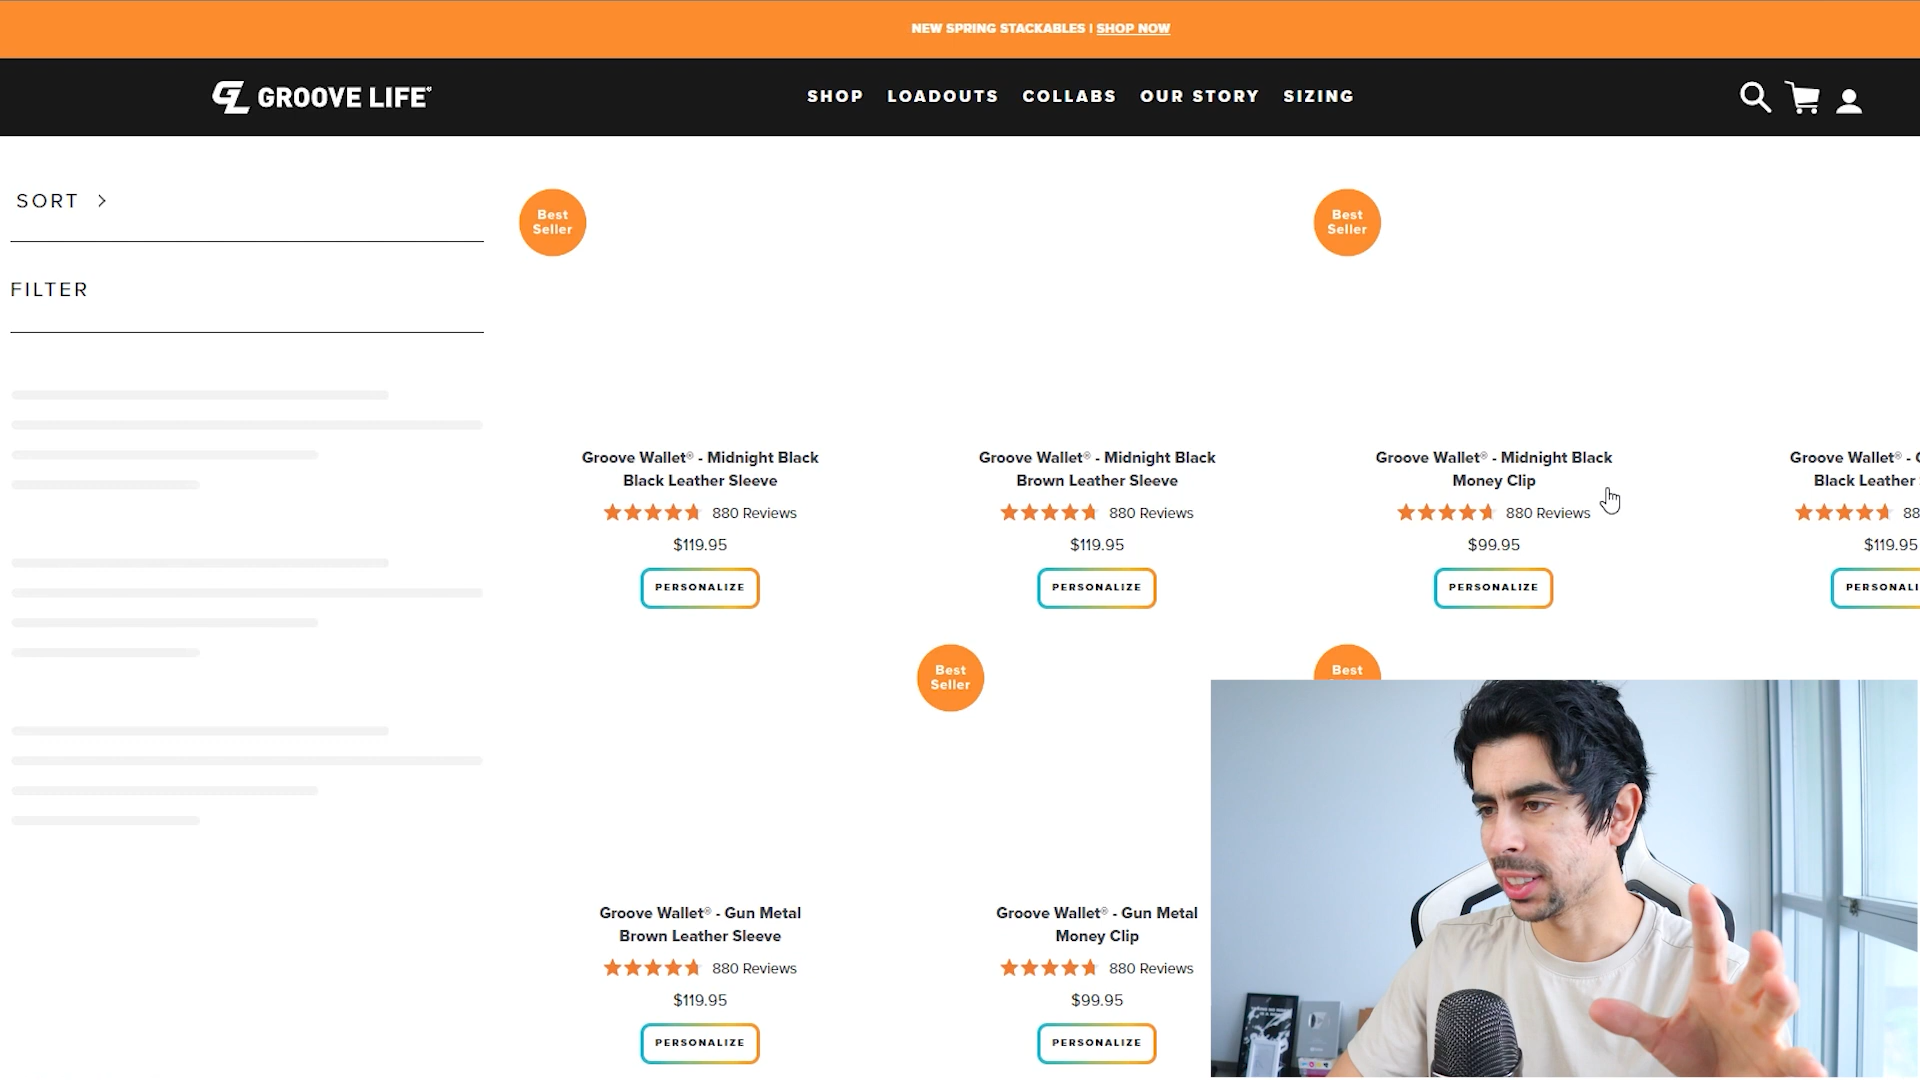 NEW SPRING STACKABLES | SHOP NOW
GROOVE LIFE
SHOP LOADOUTS COLLABS OUR STORY SIZING
SORT
FILTER
Best
Seller
Best
Seller
Groove Wallet® - Midnight Black
Black Leather Sleeve
880 Reviews
$119.95
PERSONALIZE
Groove Wallet® - Midnight Black
Brown Leather Sleeve
880 Reviews
$119.95
PERSONALIZE
Groove Wallet® - Midnight Black
Money Clip
880 Reviews
$99.95
PERSONALIZE
Groove Wallet® -
Black Leather
88
$119.95
PERSONALI
Best
Seller
Best
Groove Wallet® - Gun Metal
Brown Leather Sleeve
880 Reviews
$119.95
PERSONALIZE
Groove Wallet® - Gun Metal
Money Clip
880 Reviews
$99.95
PERSONALIZE